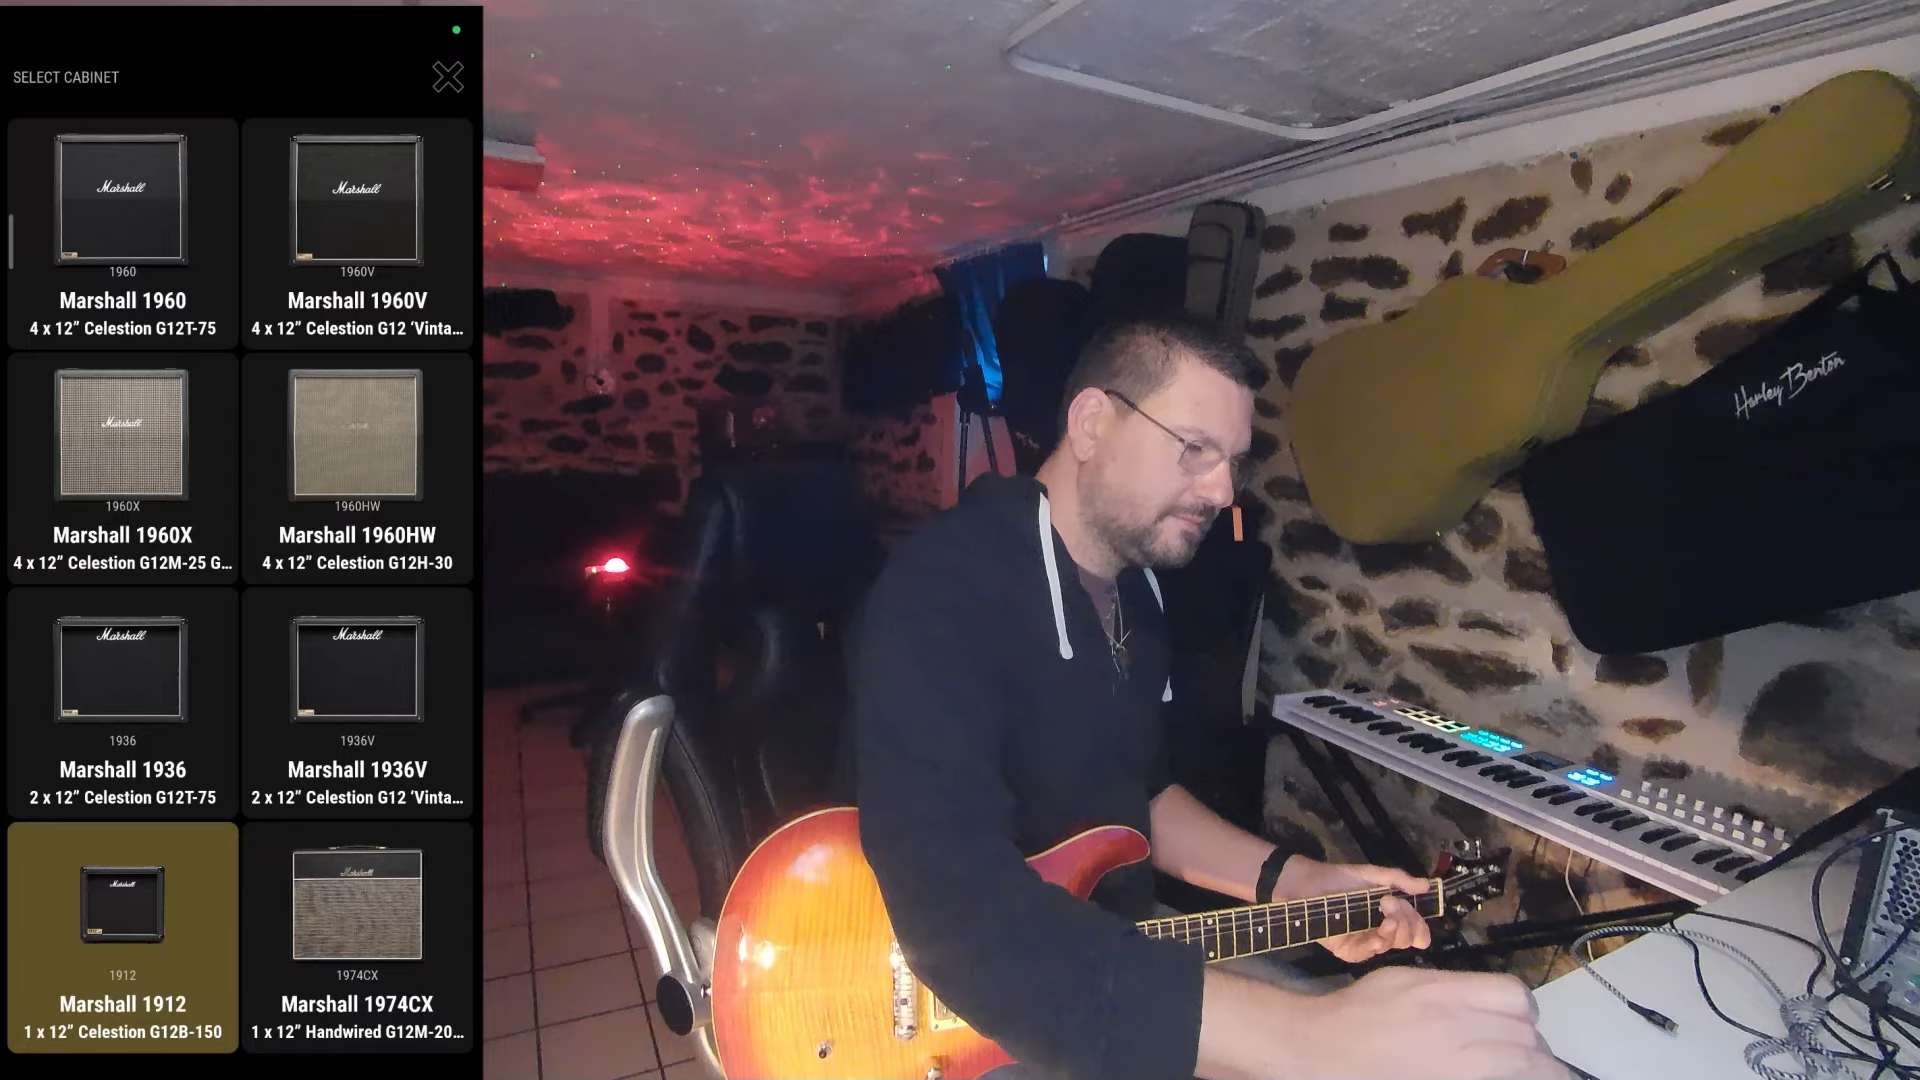 SELECT CABINET
Marshall
Marshall
1960
1960V
Marshall 1960
Marshall 1960V
4 x 12” Celestion G12T-75
4 x 12” Celestion G12 ‘Vinta...
Marshall
1960X
1960HW
Marshall 1960X
Marshall 1960HW
4 x 12” Celestion G12M-25 G...
4 x 12” Celestion G12H-30
Marshall
Marshall
1936
1936V
Marshall 1936
Marshall 1936V
2 x 12” Celestion G12T-75
2 x 12” Celestion G12 ‘Vinta...
Marshall
Marshall
1912
1974CX
Marshall 1912
Marshall 1974CX
1 x 12” Celestion G12B-150
1 x 12” Handwired G12M-20...
Harley Benton